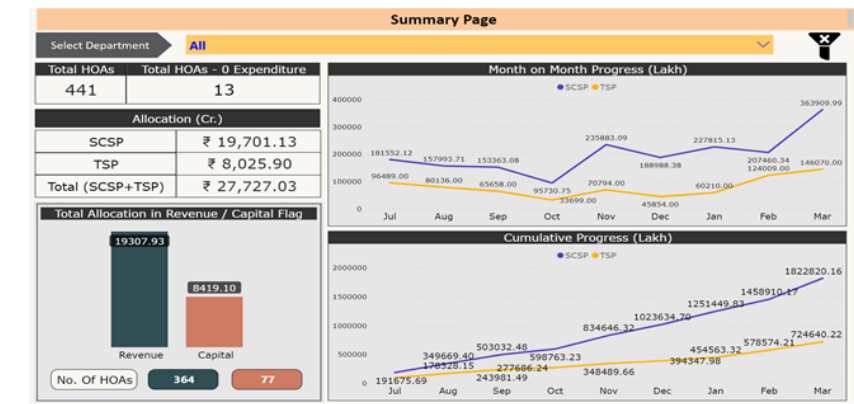 Summary Page
Select Department
All
Total HOAs Total HOAs - 0 Expenditure
441 13
Allocation (Cr.)
SCSP ₹ 19,701.13
TSP ₹ 8,025.90
Total (SCSP+TSP) ₹ 27,727.03
Total Allocation in Revenue / Capital Flag
19307.93
8419.10
Revenue Capital
No. Of HOAs 364 77
Month on Month Progress (Lakh)
SCSP TSP
400000
300000
200000
100000
0
181552.12 157993.71 153363.08 95730.75 235883.09 188988.38 227815.13 207460.34 363909.99
96489.00 80136.00 65658.00 33699.00 70794.00 45854.00 60210.00 124009.00 146070.00
Jul Aug Sep Oct Nov Dec Jan Feb Mar
Cumulative Progress (Lakh)
SCSP TSP
2000000
1500000
1000000
500000
0
349669.40 503032.48 598763.23 834646.32 1023634.70 1251449.83 1458910.17 1822820.16
191675.69 178328.15 243981.49 277686.24 348489.66 394347.98 454563.32 578574.21 724640.22
Jul Aug Sep Oct Nov Dec Jan Feb Mar